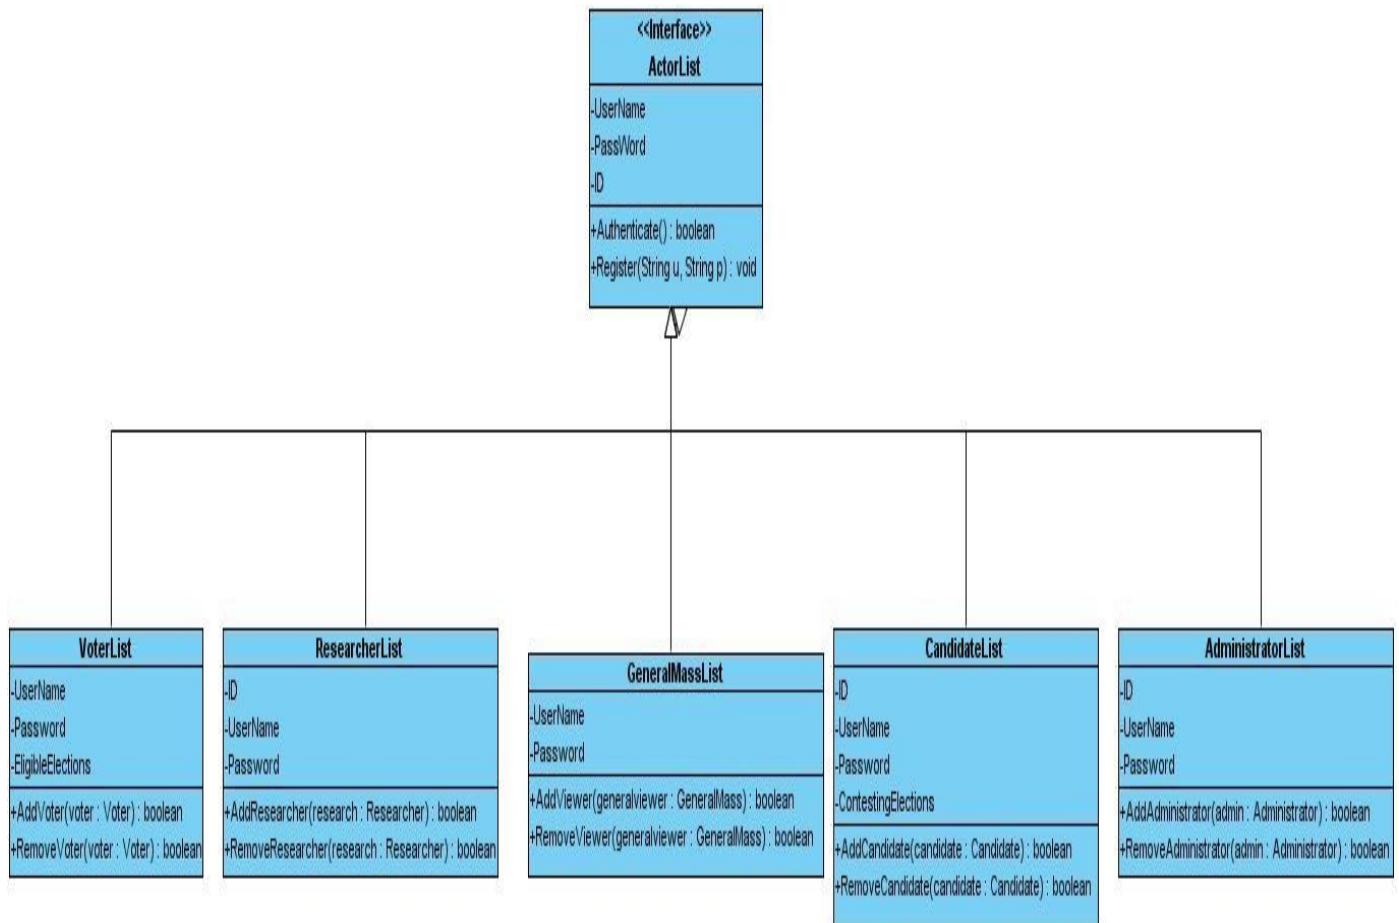 <<Interface>>
ActorList
-UserName
-PassWord
-ID
+Authenticate() : boolean
+Register(String u, String p) : void
VoterList
-UserName
-Password
-EligibleElections
+AddVoter(voter : Voter) : boolean
+RemoveVoter(voter : Voter) : boolean
ResearcherList
-ID
-UserName
-Password
+AddResearcher(research : Researcher) : boolean
+RemoveResearcher(research : Researcher) : boolean
GeneralMassList
-UserName
-Password
+AddViewer(generalviewer : GeneralMass) : boolean
+RemoveViewer(generalviewer : GeneralMass) : boolean
CandidateList
-ID
-UserName
-Password
-ContestingElections
+AddCandidate(candidate : Candidate) : boolean
+RemoveCandidate(candidate : Candidate) : boolean
AdministratorList
-ID
-UserName
-Password
+AddAdministrator(admin : Administrator) : boolean
+RemoveAdministrator(admin : Administrator) : boolean